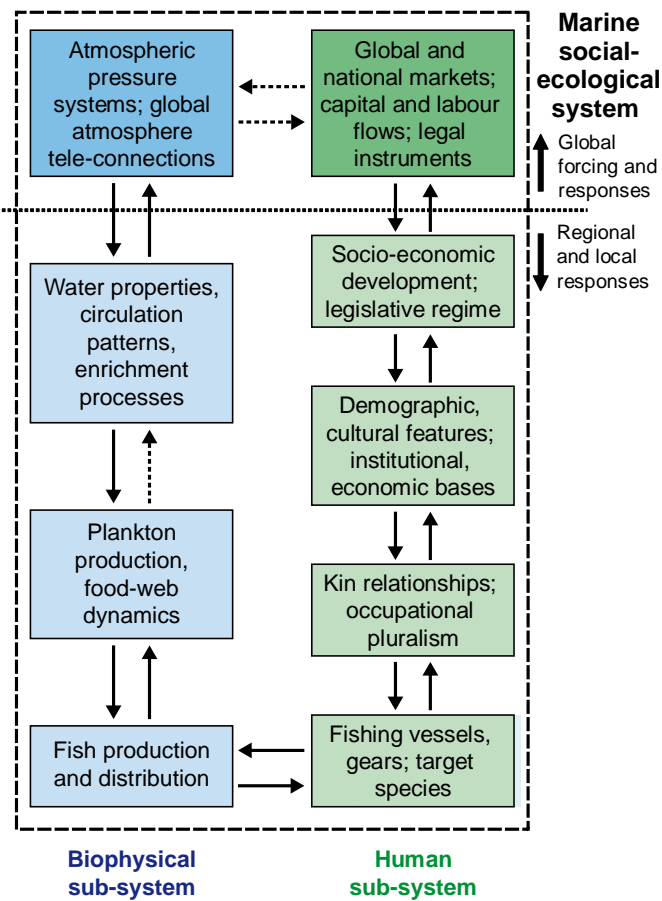 Atmospheric
pressure
systems; global
atmosphere
tele-connections
Global and
national markets;
capital and labour
flows; legal
instruments
Marine
social-
ecological
system
Global
forcing and
responses
Regional
and local
responses
Water properties,
circulation
patterns,
enrichment
processes
Socio-economic
development;
legislative regime
Demographic,
cultural features;
institutional,
economic bases
Plankton
production,
food-web
dynamics
Kin relationships;
occupational
pluralism
Fish production
and distribution
Fishing vessels,
gears; target
species
Biophysical
sub-system
Human
sub-system